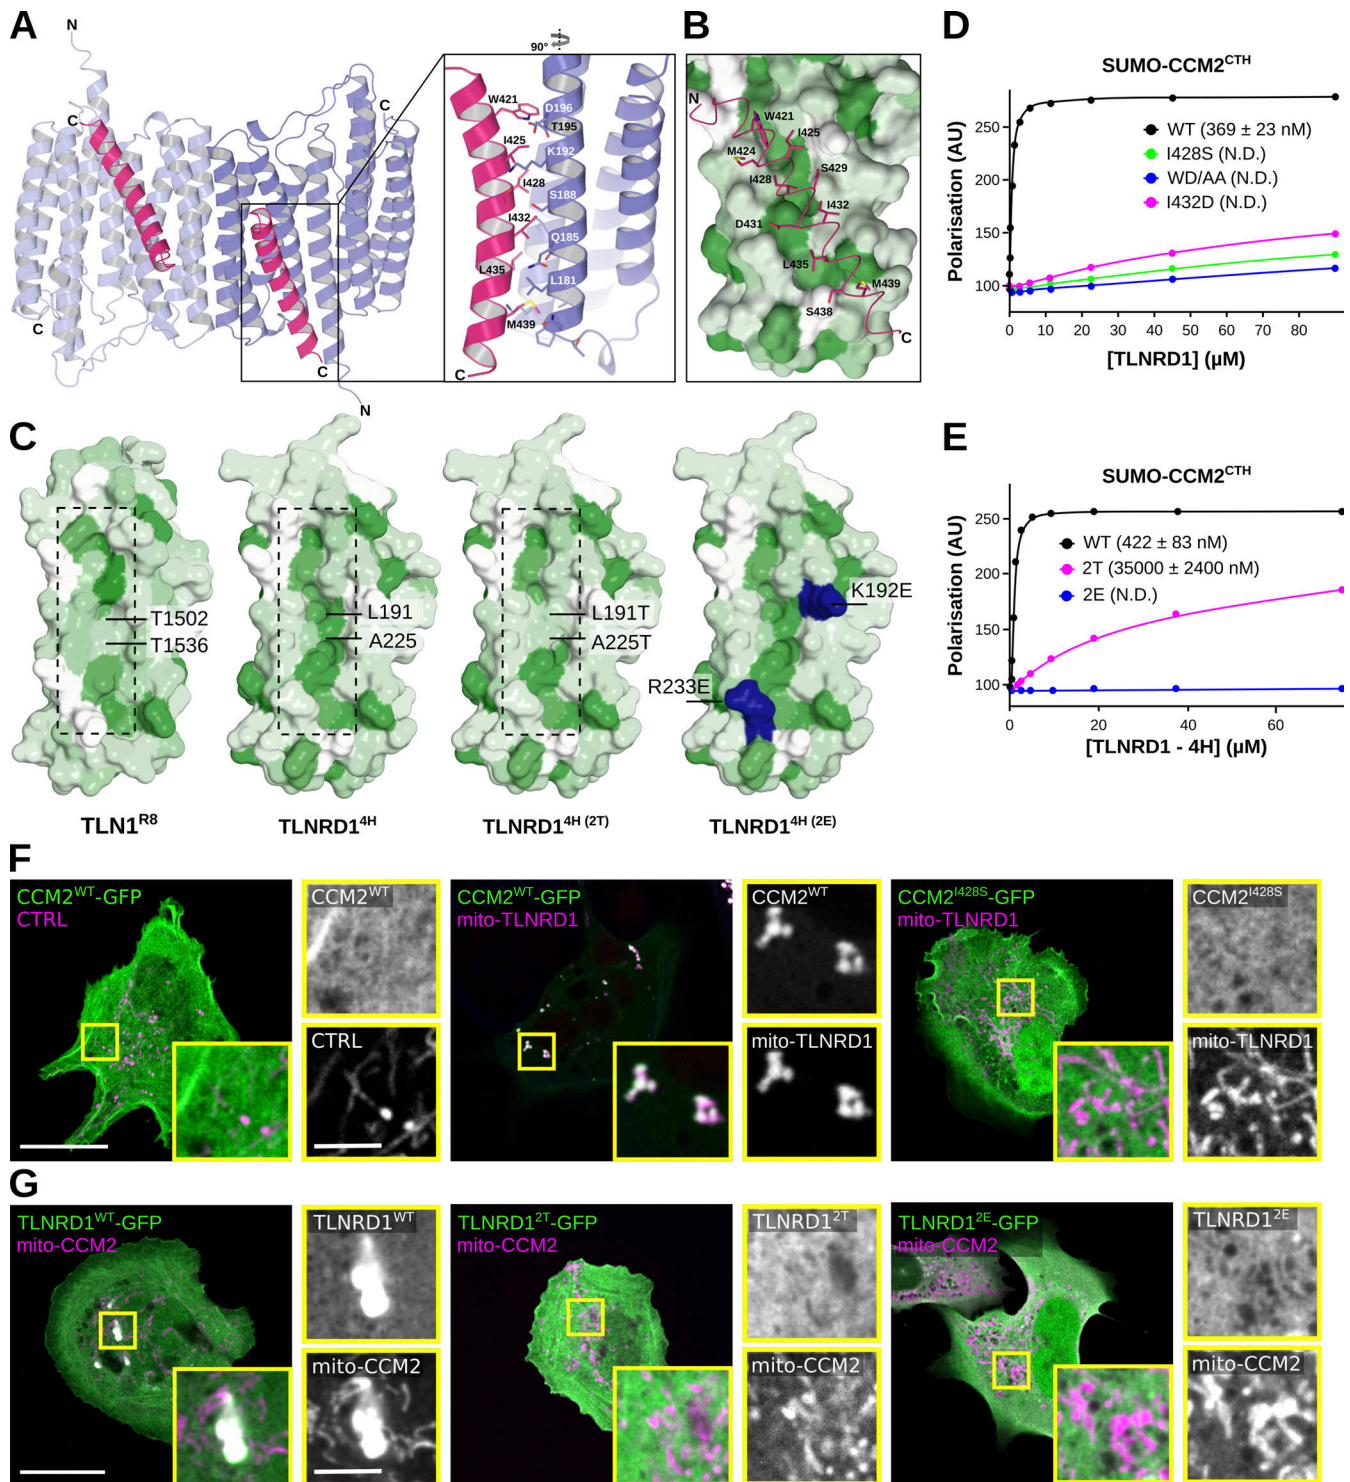 A
N
C
C
C
C
N
90°
W421
D196
T195
I425
K192
I428
S188
I432
Q185
L435
L181
M439
C
B
N
W421
I425
M424
S429
I428
I432
D431
L435
M439
S438
C
D
SUMO-CCM2CTH
Polarisation (AU)
250
200
150
100
WT (369 ± 23 nM)
I428S (N.D.)
WD/AA (N.D.)
I432D (N.D.)
0 10 20 30 40 50 60 70 80
[TLNRD1] (µM)
C
T1502
T1536
TLN1R8
L191
A225
TLNRD14H
L191T
A225T
TLNRD14H (2T)
K192E
R233E
TLNRD14H (2E)
E
SUMO-CCM2CTH
Polarisation (AU)
250
200
150
100
WT (422 ± 83 nM)
2T (35000 ± 2400 nM)
2E (N.D.)
0 20 40 60
[TLNRD1 - 4H] (µM)
F
CCM2WT-GFP
CTRL
CCM2WT
CTRL
CCM2WT-GFP
mito-TLNRD1
CCM2WT
mito-TLNRD1
CCM2I428S-GFP
mito-TLNRD1
CCM2I428S
mito-TLNRD1
G
TLNRD1WT-GFP
mito-CCM2
TLNRD1WT
mito-CCM2
TLNRD12T-GFP
mito-CCM2
TLNRD12T
mito-CCM2
TLNRD12E-GFP
mito-CCM2
TLNRD12E
mito-CCM2